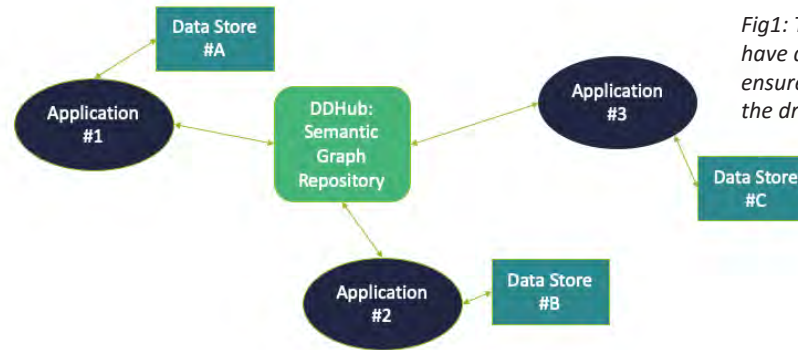 Data Store
#A
Application
#1
DDHub:
Semantic
Graph
Repository
Application
#3
Data Store
#C
Application
#2
Data Store
#B
Fig1:
have
ensure
the